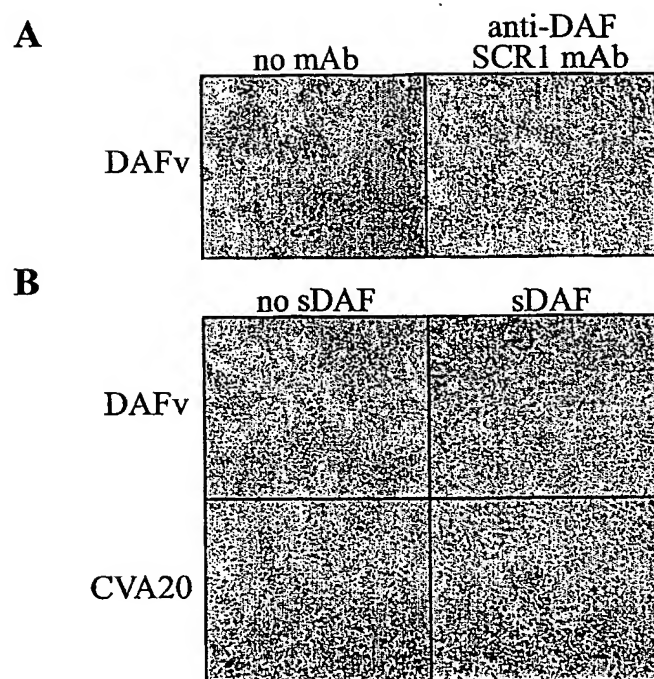 A
no mAb
anti-DAF
SCR1 mAb
DAFv
B
no sDAF
sDAF
DAFv
CVA20